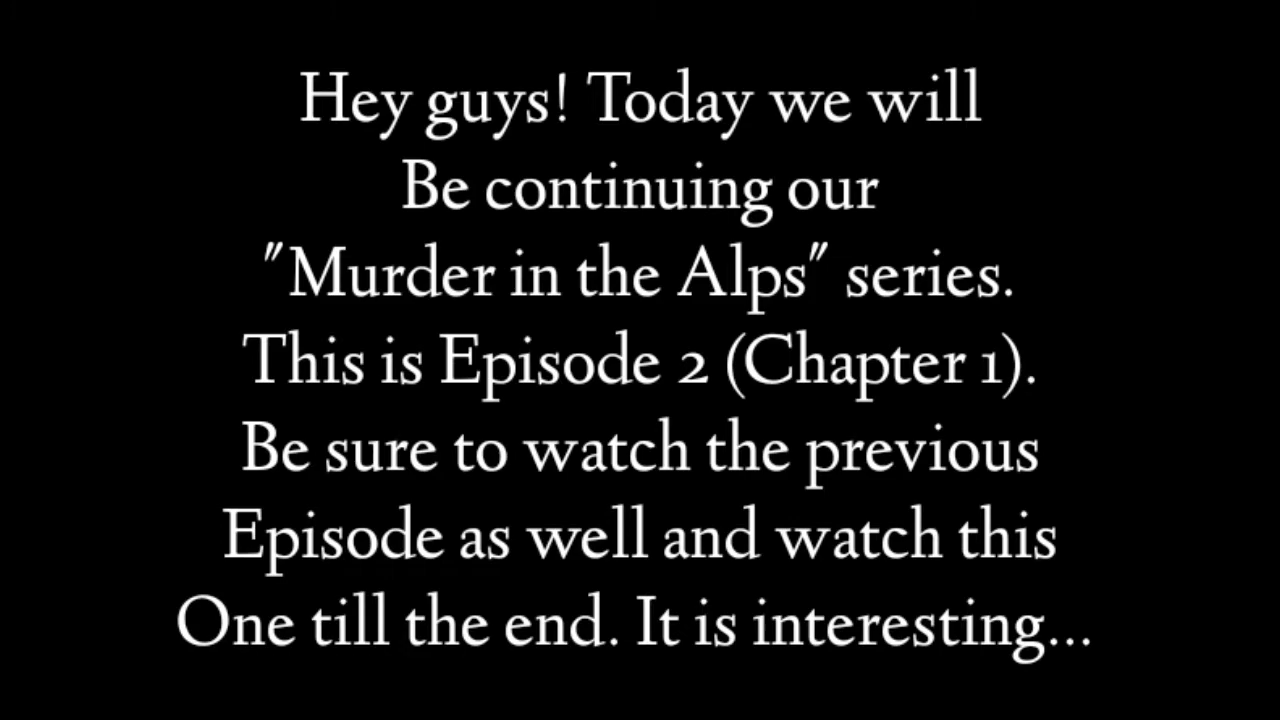 Hey guys! Today we will
Be continuing our
"Murder in the Alps" series.
This is Episode 2 (Chapter 1).
Be sure to watch the previous
Episode as well and watch this
One till the end. It is interesting...